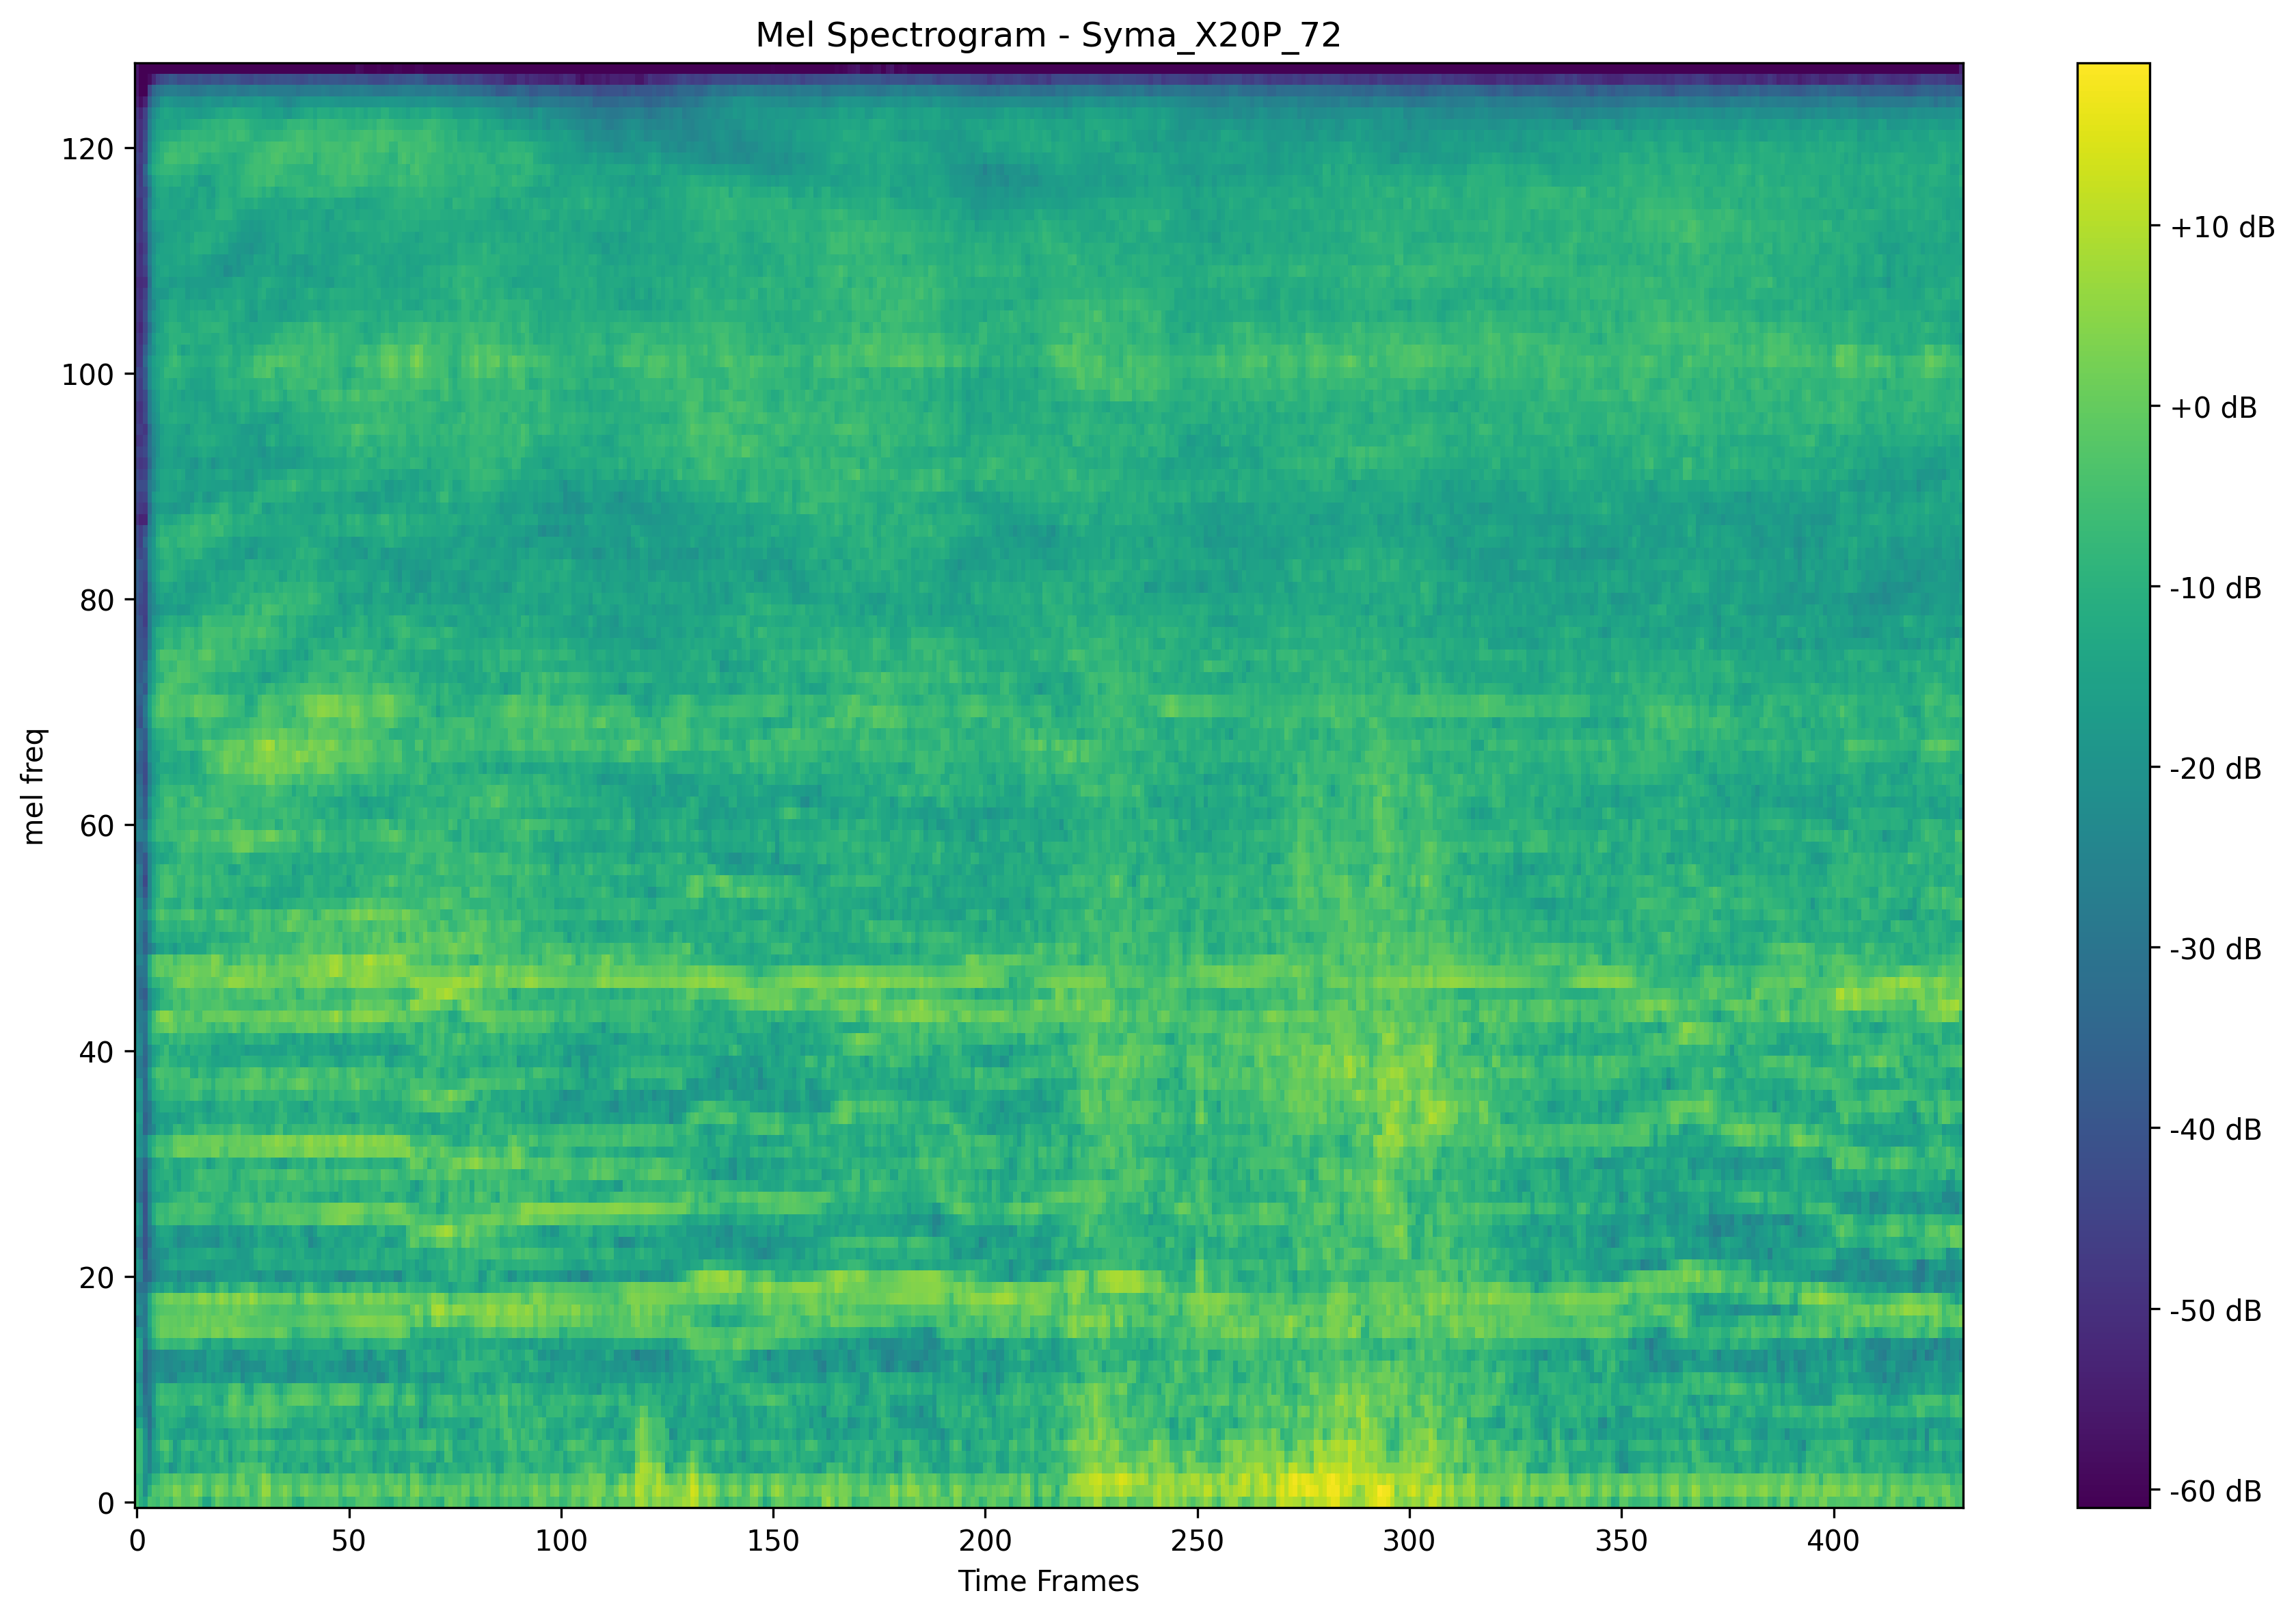 Mel Spectrogram - Syma_X20P_72
mel freq
120
100
80
60
40
20
0
0 50 100 150 200 250 300 350 400
Time Frames
+10 dB
+0 dB
-10 dB
-20 dB
-30 dB
-40 dB
-50 dB
-60 dB